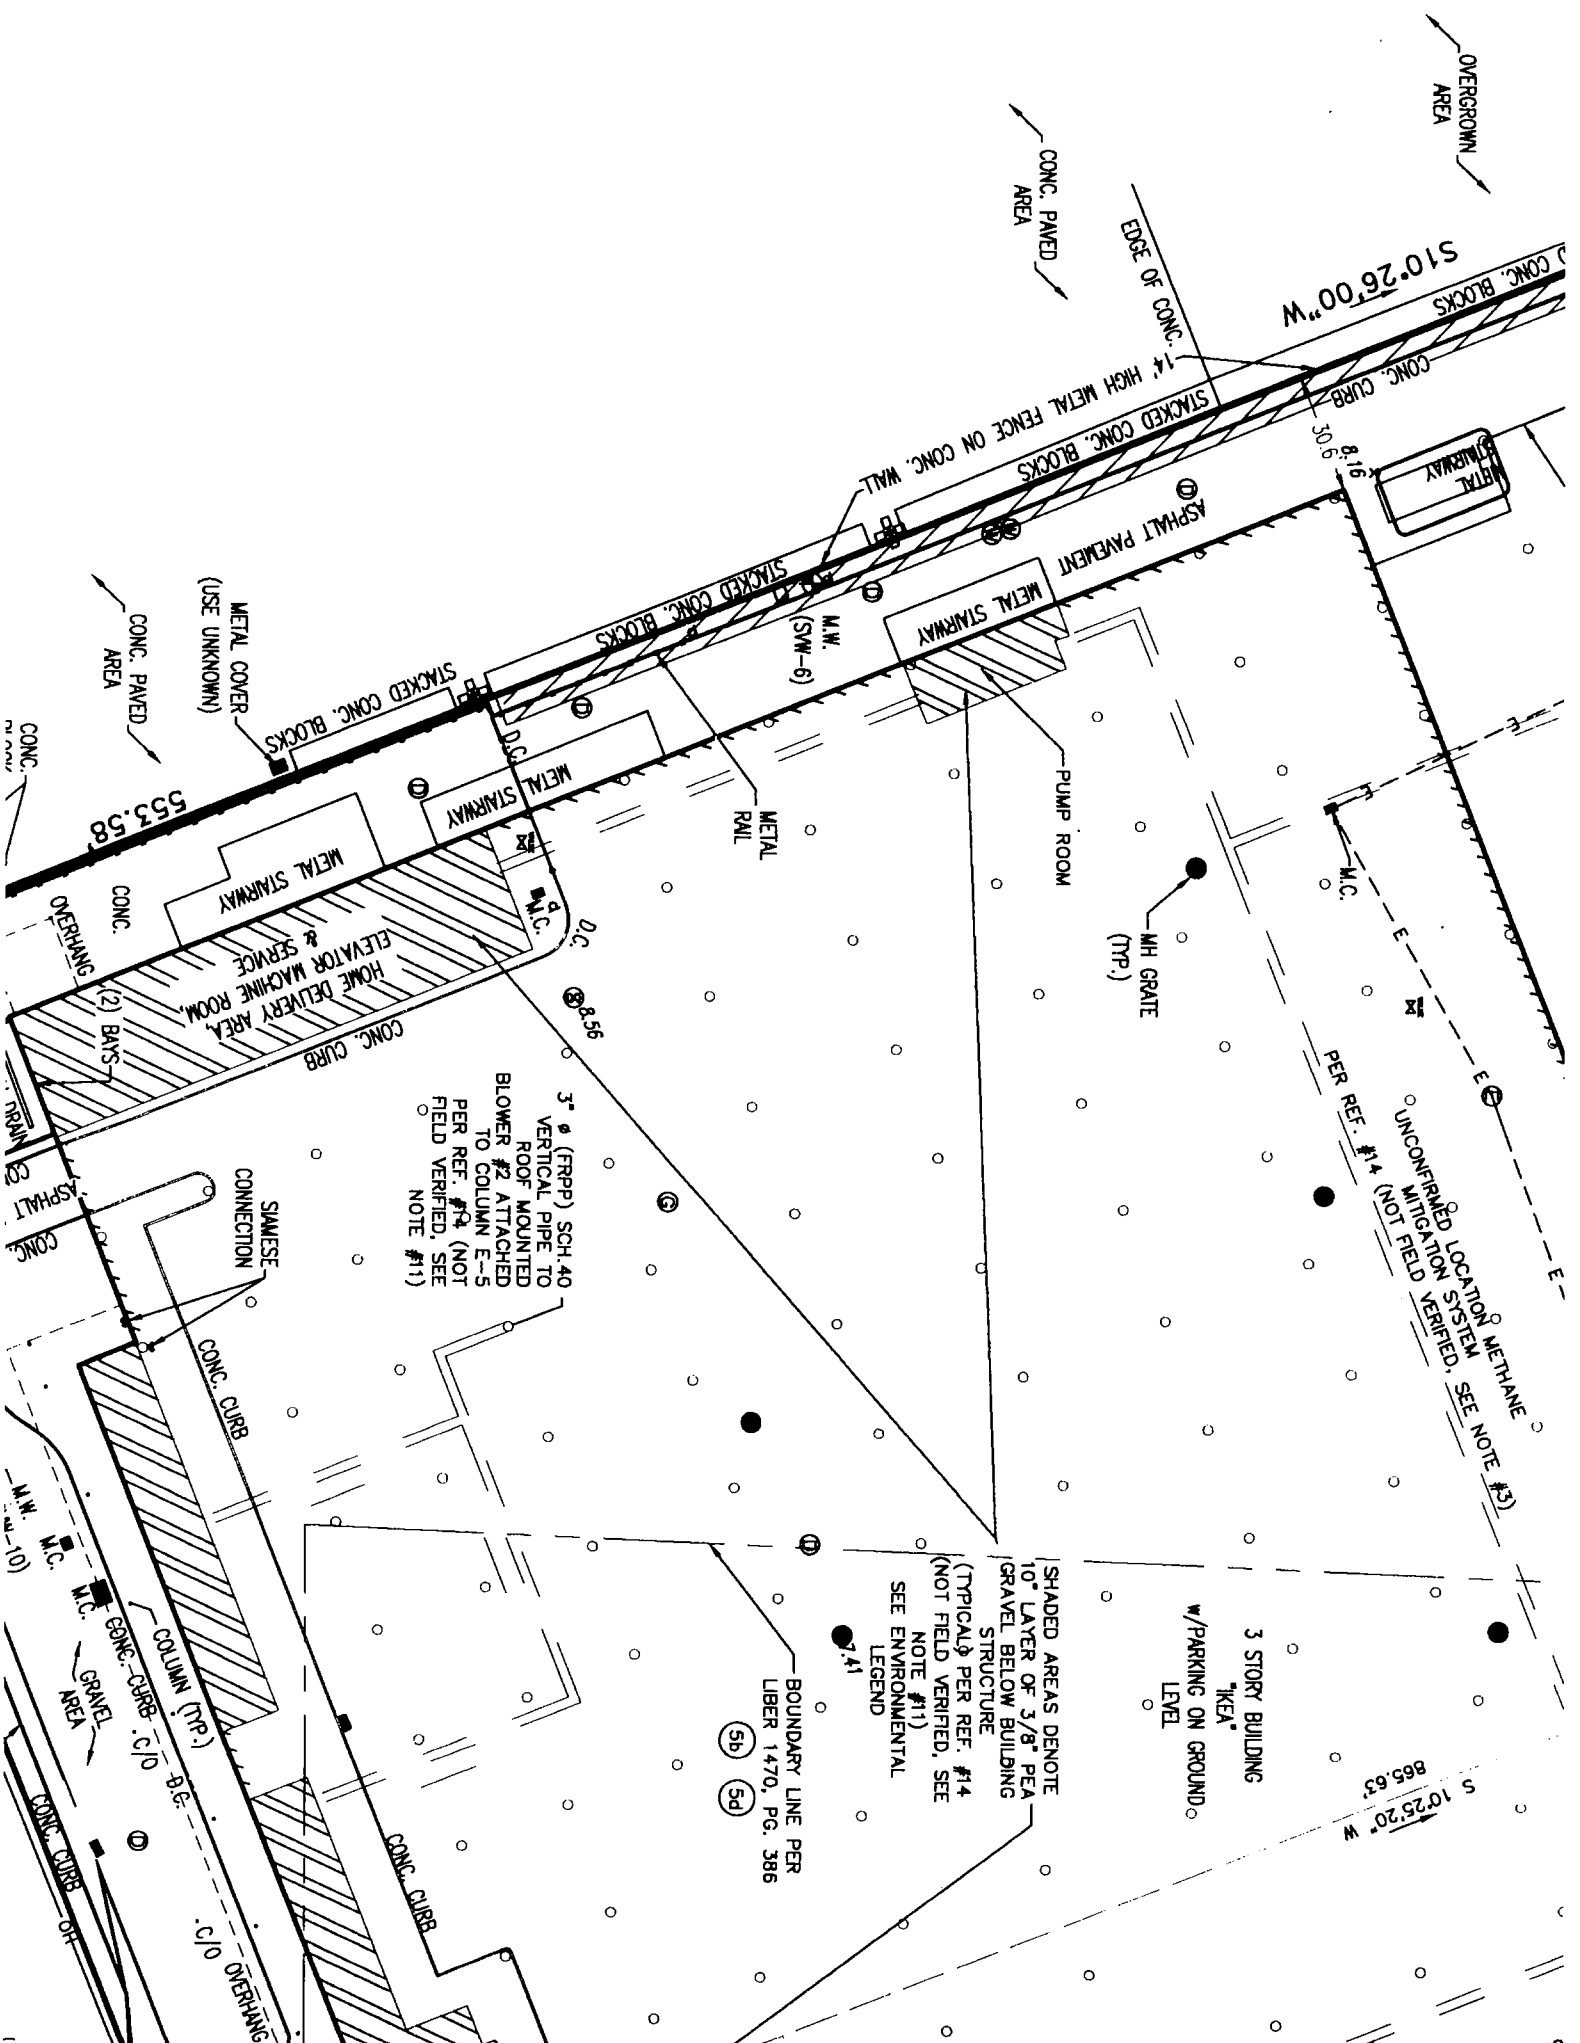 OVERGROWN
AREA
CONC. PAVED
AREA
EDGE OF CONC.
S10°26'00"W
CONC. BLOCKS
STACKED CONC. BLOCKS
CONC. CURB
14' HIGH METAL FENCE ON CONC. WALL
STACKED CONC. BLOCKS
30.6
8.16
METAL
STAIRWAY
ASPHALT PAVEMENT
METAL STAIRWAY
M.W.
(SVW-6)
STACKED CONC. BLOCKS
PUMP ROOM
METAL
RAIL
M.C.
MH GRATE
(TYP.)
UNCONFIRMED LOCATION METHANE
MITIGATION SYSTEM
PER REF. #14 (NOT FIELD VERIFIED, SEE NOTE #3)
E
E
E
E
E
METAL COVER
(USE UNKNOWN)
STACKED CONC. BLOCKS
CONC. PAVED
AREA
CONC.
553.58'
D.C.
METAL
STAIRWAY
M.C.
D.C.
8.56
METAL STAIRWAY
CONC.
OVERHANG
(2) BAYS
HOME DELIVERY AREA,
ELEVATOR MACHINE ROOM,
& SERVICE
CONC. CURB
DRAIN
ASPHALT
CONC.
3" ø (FRPP) SCH.40
VERTICAL PIPE TO
ROOF MOUNTED
BLOWER #2 ATTACHED
TO COLUMN E-5
PER REF. #14 (NOT
FIELD VERIFIED, SEE
NOTE #11)
SIAMESE
CONNECTION
CONC. CURB
SHADED AREAS DENOTE
10" LAYER OF 3/8" PEA
GRAVEL BELOW BUILDING
STRUCTURE
(TYPICAL) PER REF. #14
(NOT FIELD VERIFIED, SEE
NOTE #11)
SEE ENVIRONMENTAL
LEGEND
3 STORY BUILDING
"IKEA"
w/PARKING ON GROUND
LEVEL
7.41
BOUNDARY LINE PER
LIBER 1470, PG. 386
5b
5d
S 10°25'20" W
865.63'
M.W.
M.C.
M.C.
CONC. CURB
COLUMN (TYP.)
GRAVEL
AREA
C/O
D.C.
CONC. CURB
CONC. CURB
OH
C/O
OVERHANG